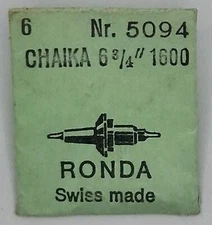 6 Nr. 5094
CHAIKA 6 3/4" 1600
RONDA
Swiss made